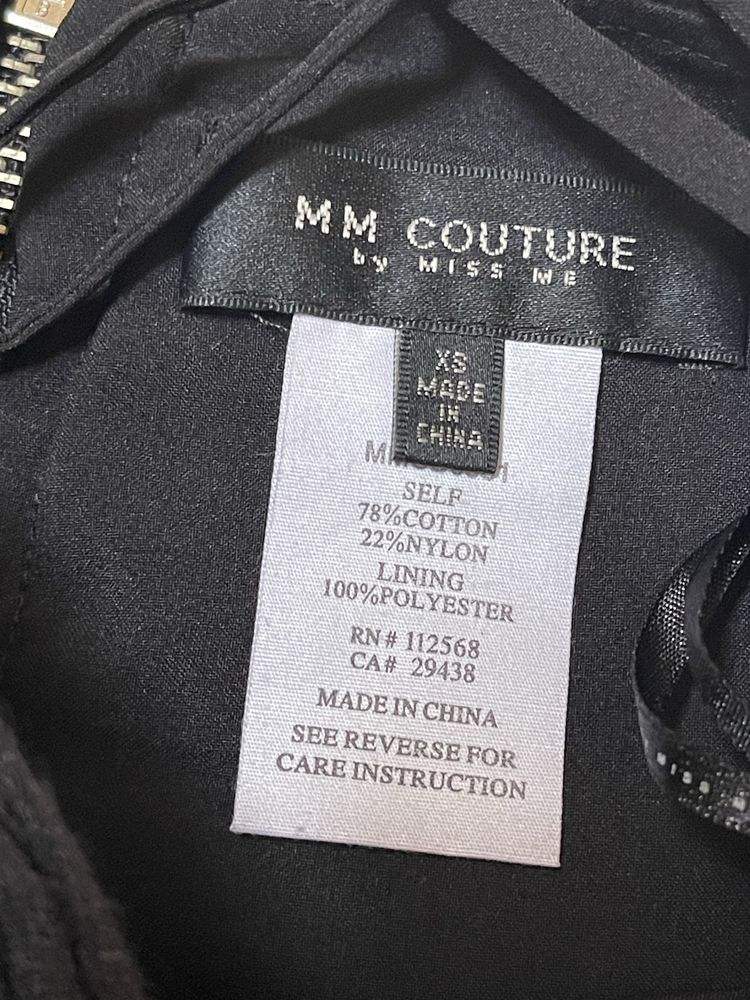 MM COUTURE
by MISS ME
XS
MADE
IN
CHINA
SELF
78%COTTON
22%NYLON
LINING
100%POLYESTER
RN# 112568
CA# 29438
MADE IN CHINA
SEE REVERSE FOR
CARE INSTRUCTION